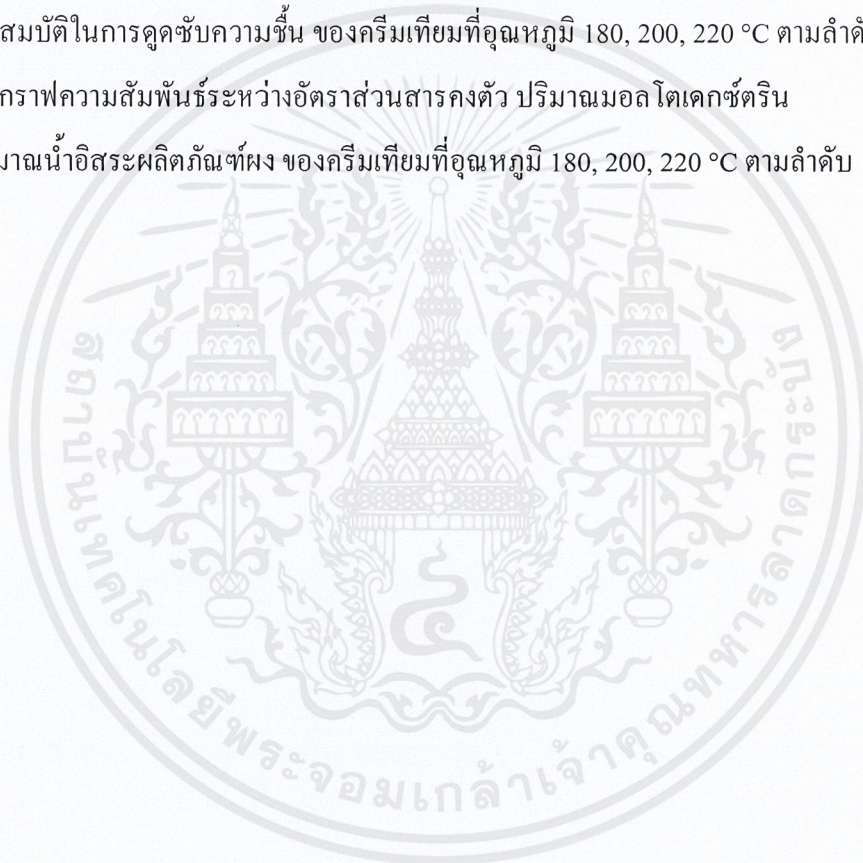 สมบัติในการดูดซับความชื้น ของครีมเทียมที่อุณหภูมิ 180, 200, 220 °C ตามลำดั
กราฟความสัมพันธ์ระหว่างอัตราส่วนสารคงตัว ปริมาณมอลโตเดกซ์ตริน
มาณน้ำอิสระผลิตภัณฑ์ผง ของครีมเทียมที่อุณหภูมิ 180, 200, 220 °C ตามลำดับ
สถาบันเทคโนโลยีพระจอมเกล้าเจ้าคุณทหารลาดกระบัง